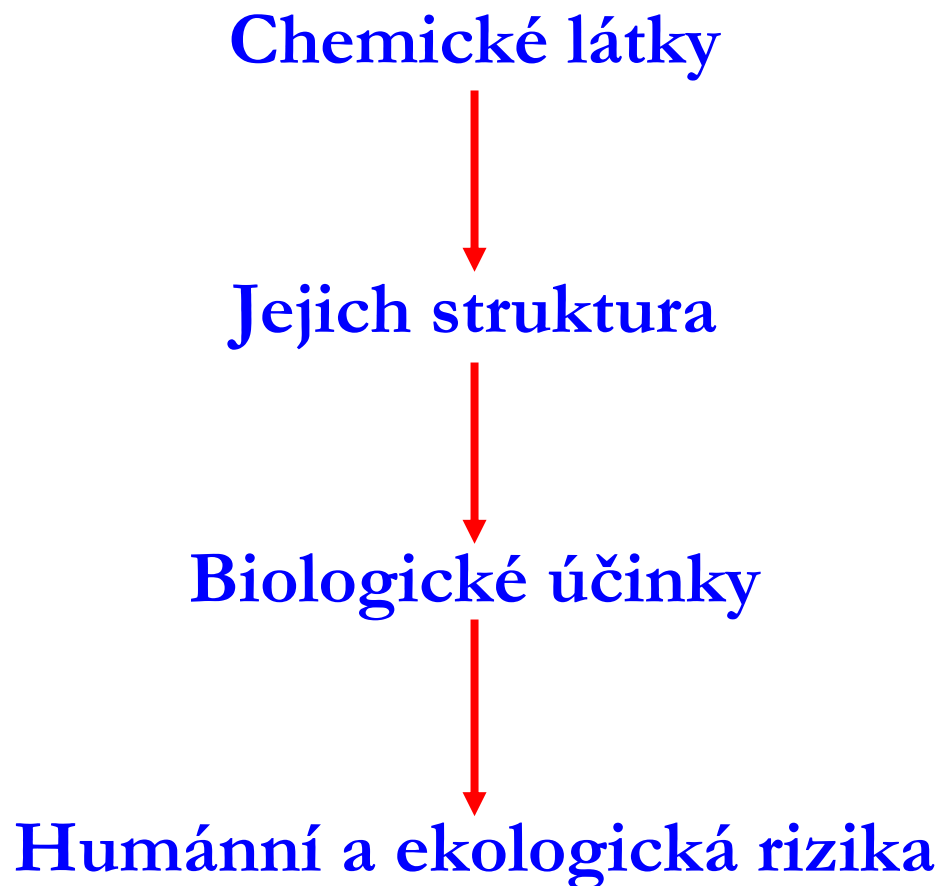 Chemické látky
Jejich struktura
Biologické účinky
Humánní a ekologická rizika